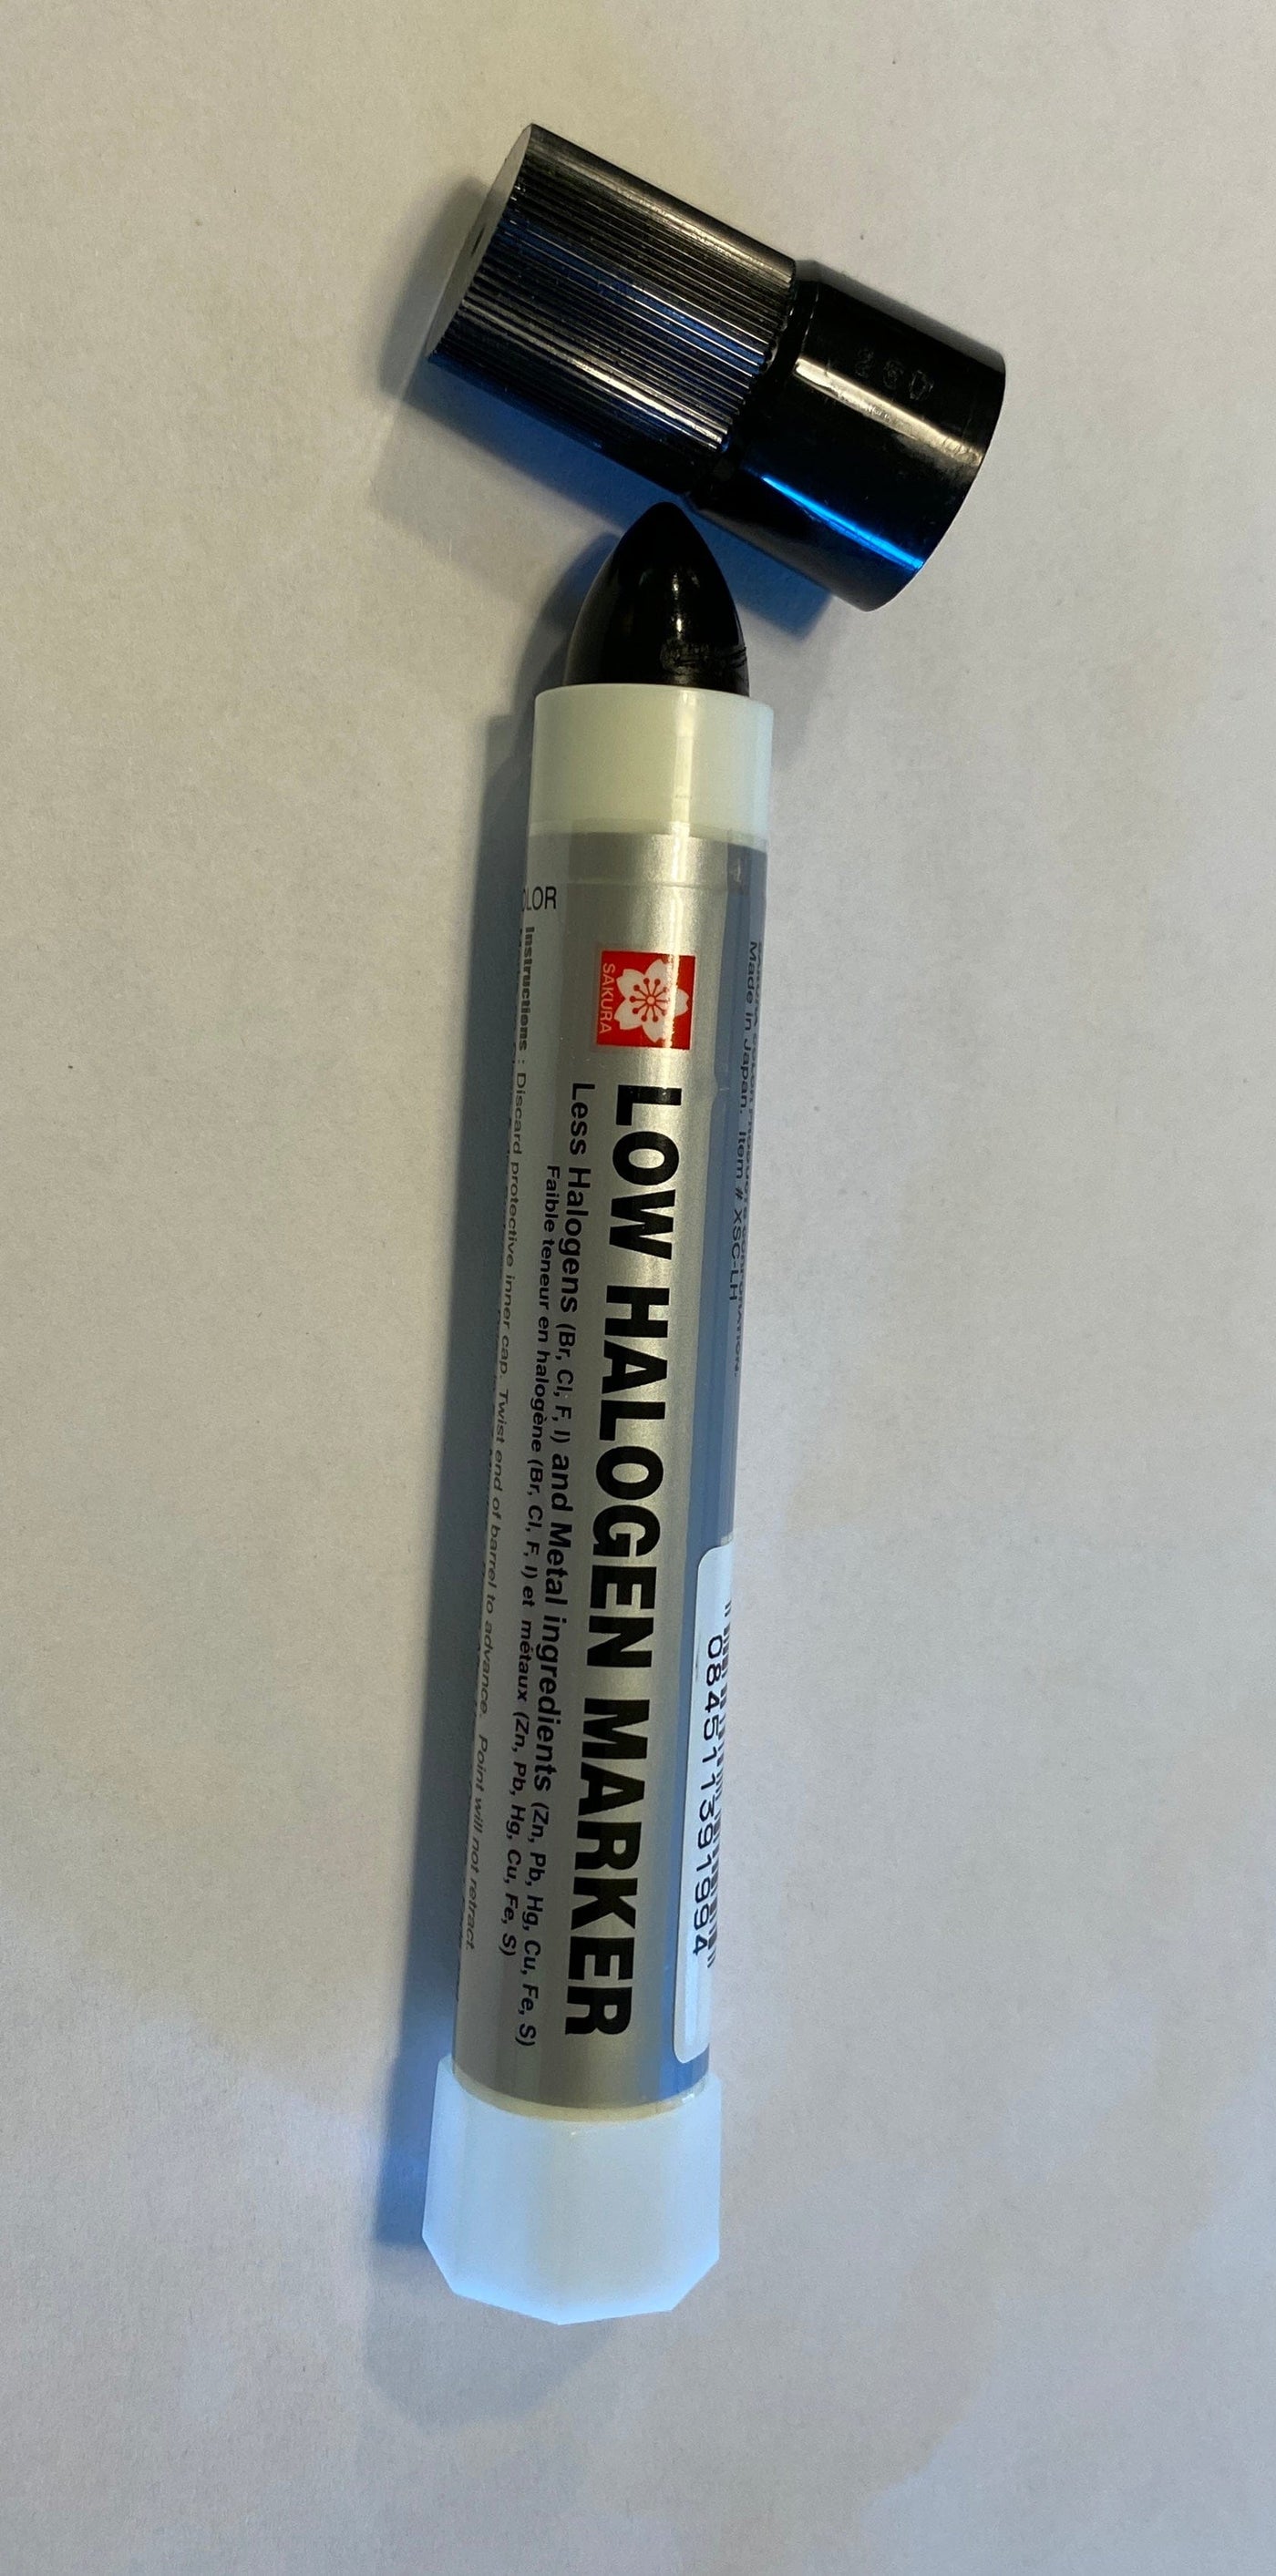 SAKURA
LOW HALOGEN MARKER
Less Halogens (Br, Cl, F, I) and Metal ingredients (Zn, Pb, Hg, Cu, Fe, S)
Faible teneur en halogène (Br, Cl, F, I) et métaux (Zn, Pb, Hg, Cu, Fe, S)
OLOR
Instructions : Discard protective inner cap. Twist end of barrel to advance. Point will not retract.
Made in Japan. Item # XSC-LH
084511391994